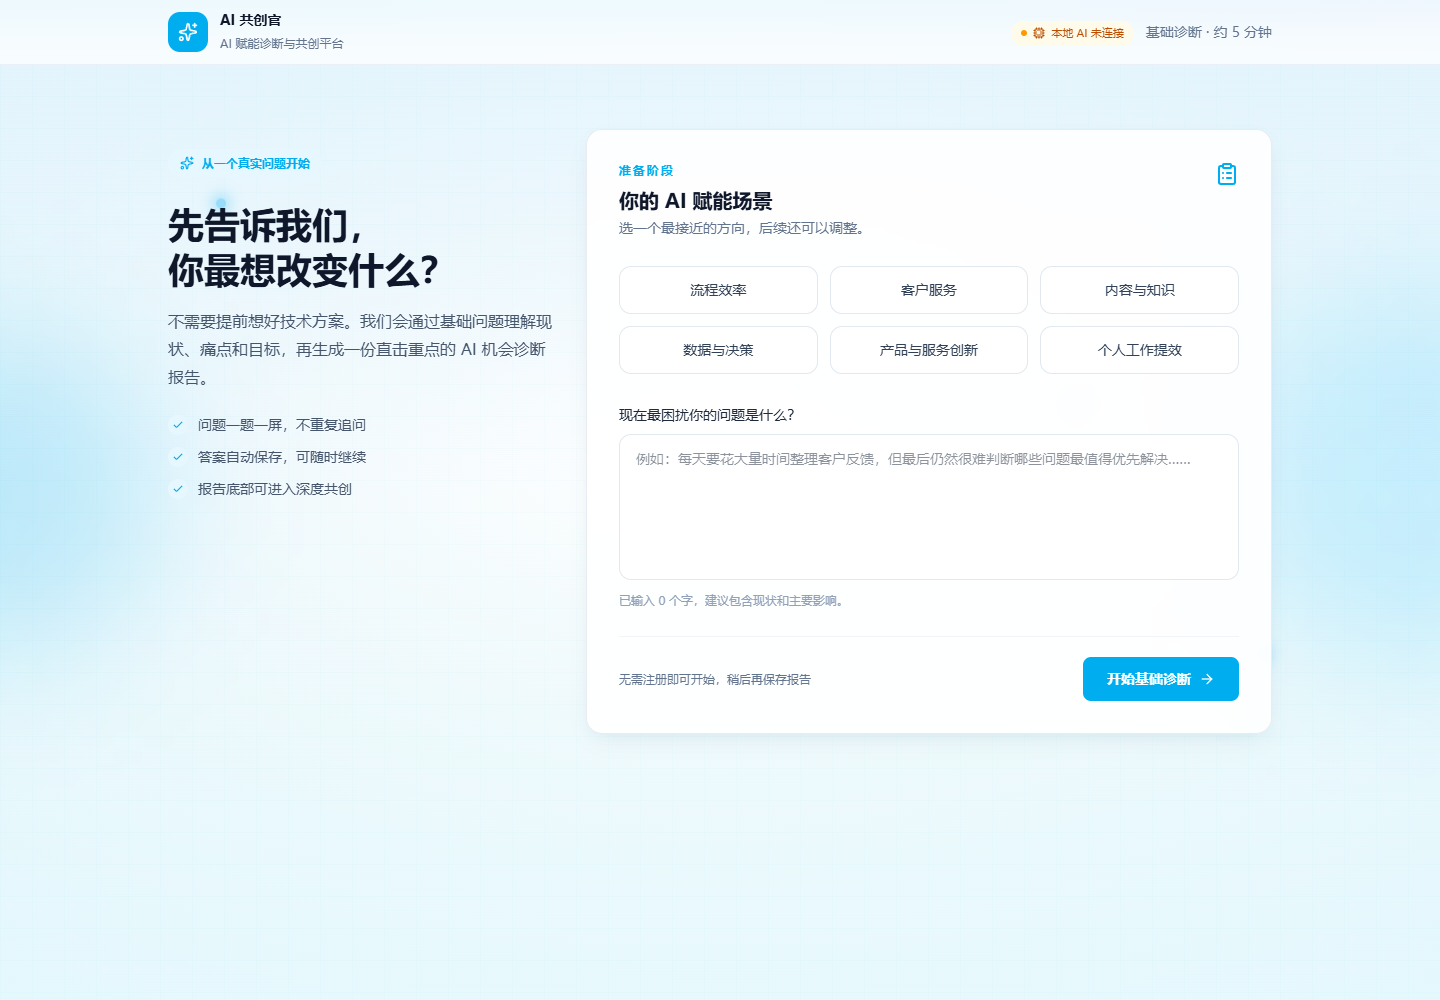 AI 共创官
AI 赋能诊断与共创平台
本地 AI 未连接
基础诊断 · 约 5 分钟
从一个真实问题开始
先告诉我们，
你最想改变什么？
不需要提前想好技术方案。我们会通过基础问题理解现
状、痛点和目标，再生成一份直击重点的 AI 机会诊断
报告。
问题一题一屏，不重复追问
答案自动保存，可随时继续
报告底部可进入深度共创
准备阶段
你的 AI 赋能场景
选一个最接近的方向，后续还可以调整。
流程效率
客户服务
内容与知识
数据与决策
产品与服务创新
个人工作提效
现在最困扰你的问题是什么？
例如：每天要花大量时间整理客户反馈，但最后仍然很难判断哪些问题最值得优先解决……
已输入 0 个字，建议包含现状和主要影响。
无需注册即可开始，稍后再保存报告
开始基础诊断